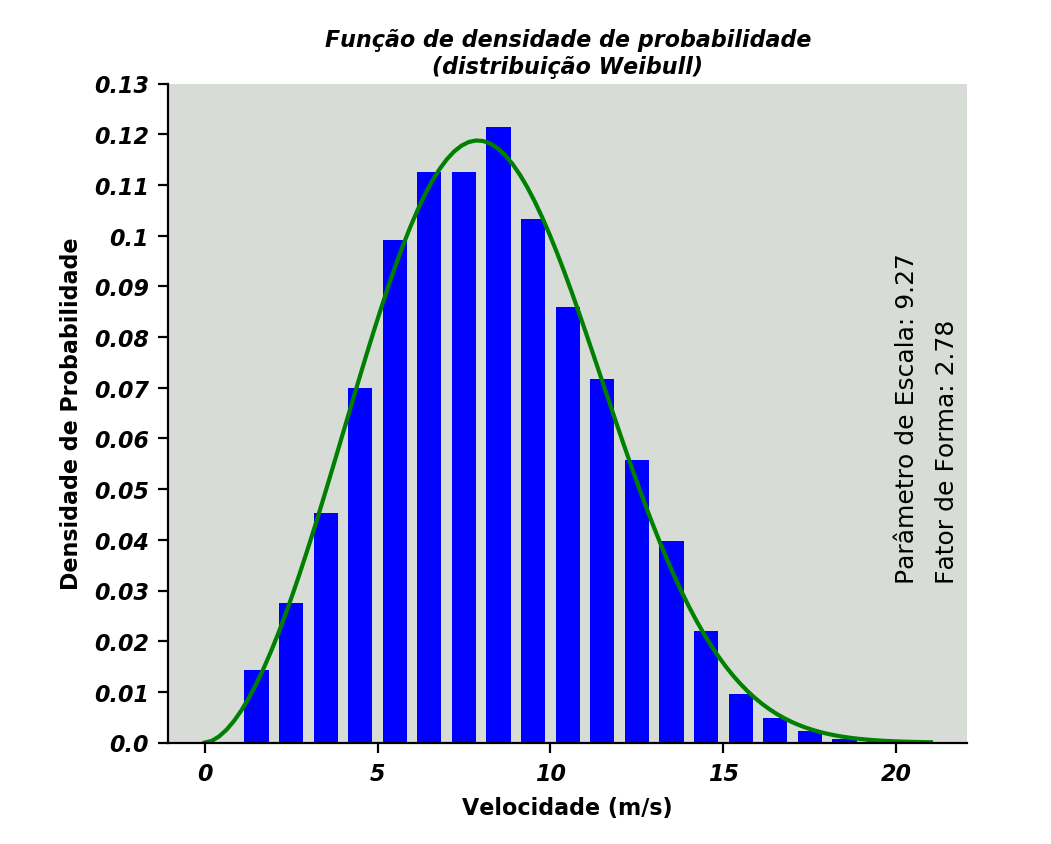 Função de densidade de probabilidade
(distribuição Weibull)
Densidade de Probabilidade
0.13
0.12
0.11
0.1
0.09
0.08
0.07
0.06
0.05
0.04
0.03
0.02
0.01
0.0
Parâmetro de Escala: 9.27
Fator de Forma: 2.78
0 5 10 15 20
Velocidade (m/s)